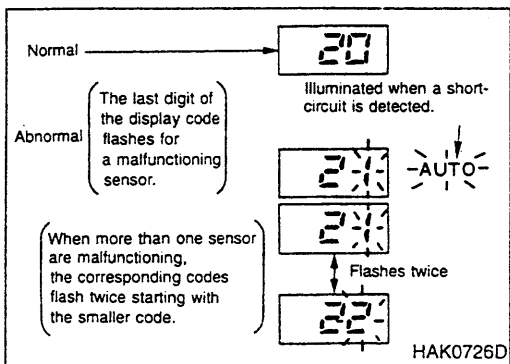 Normal
20
Illuminated when a short-
circuit is detected.
Abnormal
The last digit of
the display code
flashes for
a malfunctioning
sensor.
21
AUTO
21
When more than one sensor
are malfunctioning,
the corresponding codes
flash twice starting with
the smaller code.
Flashes twice
22
HAK0726D